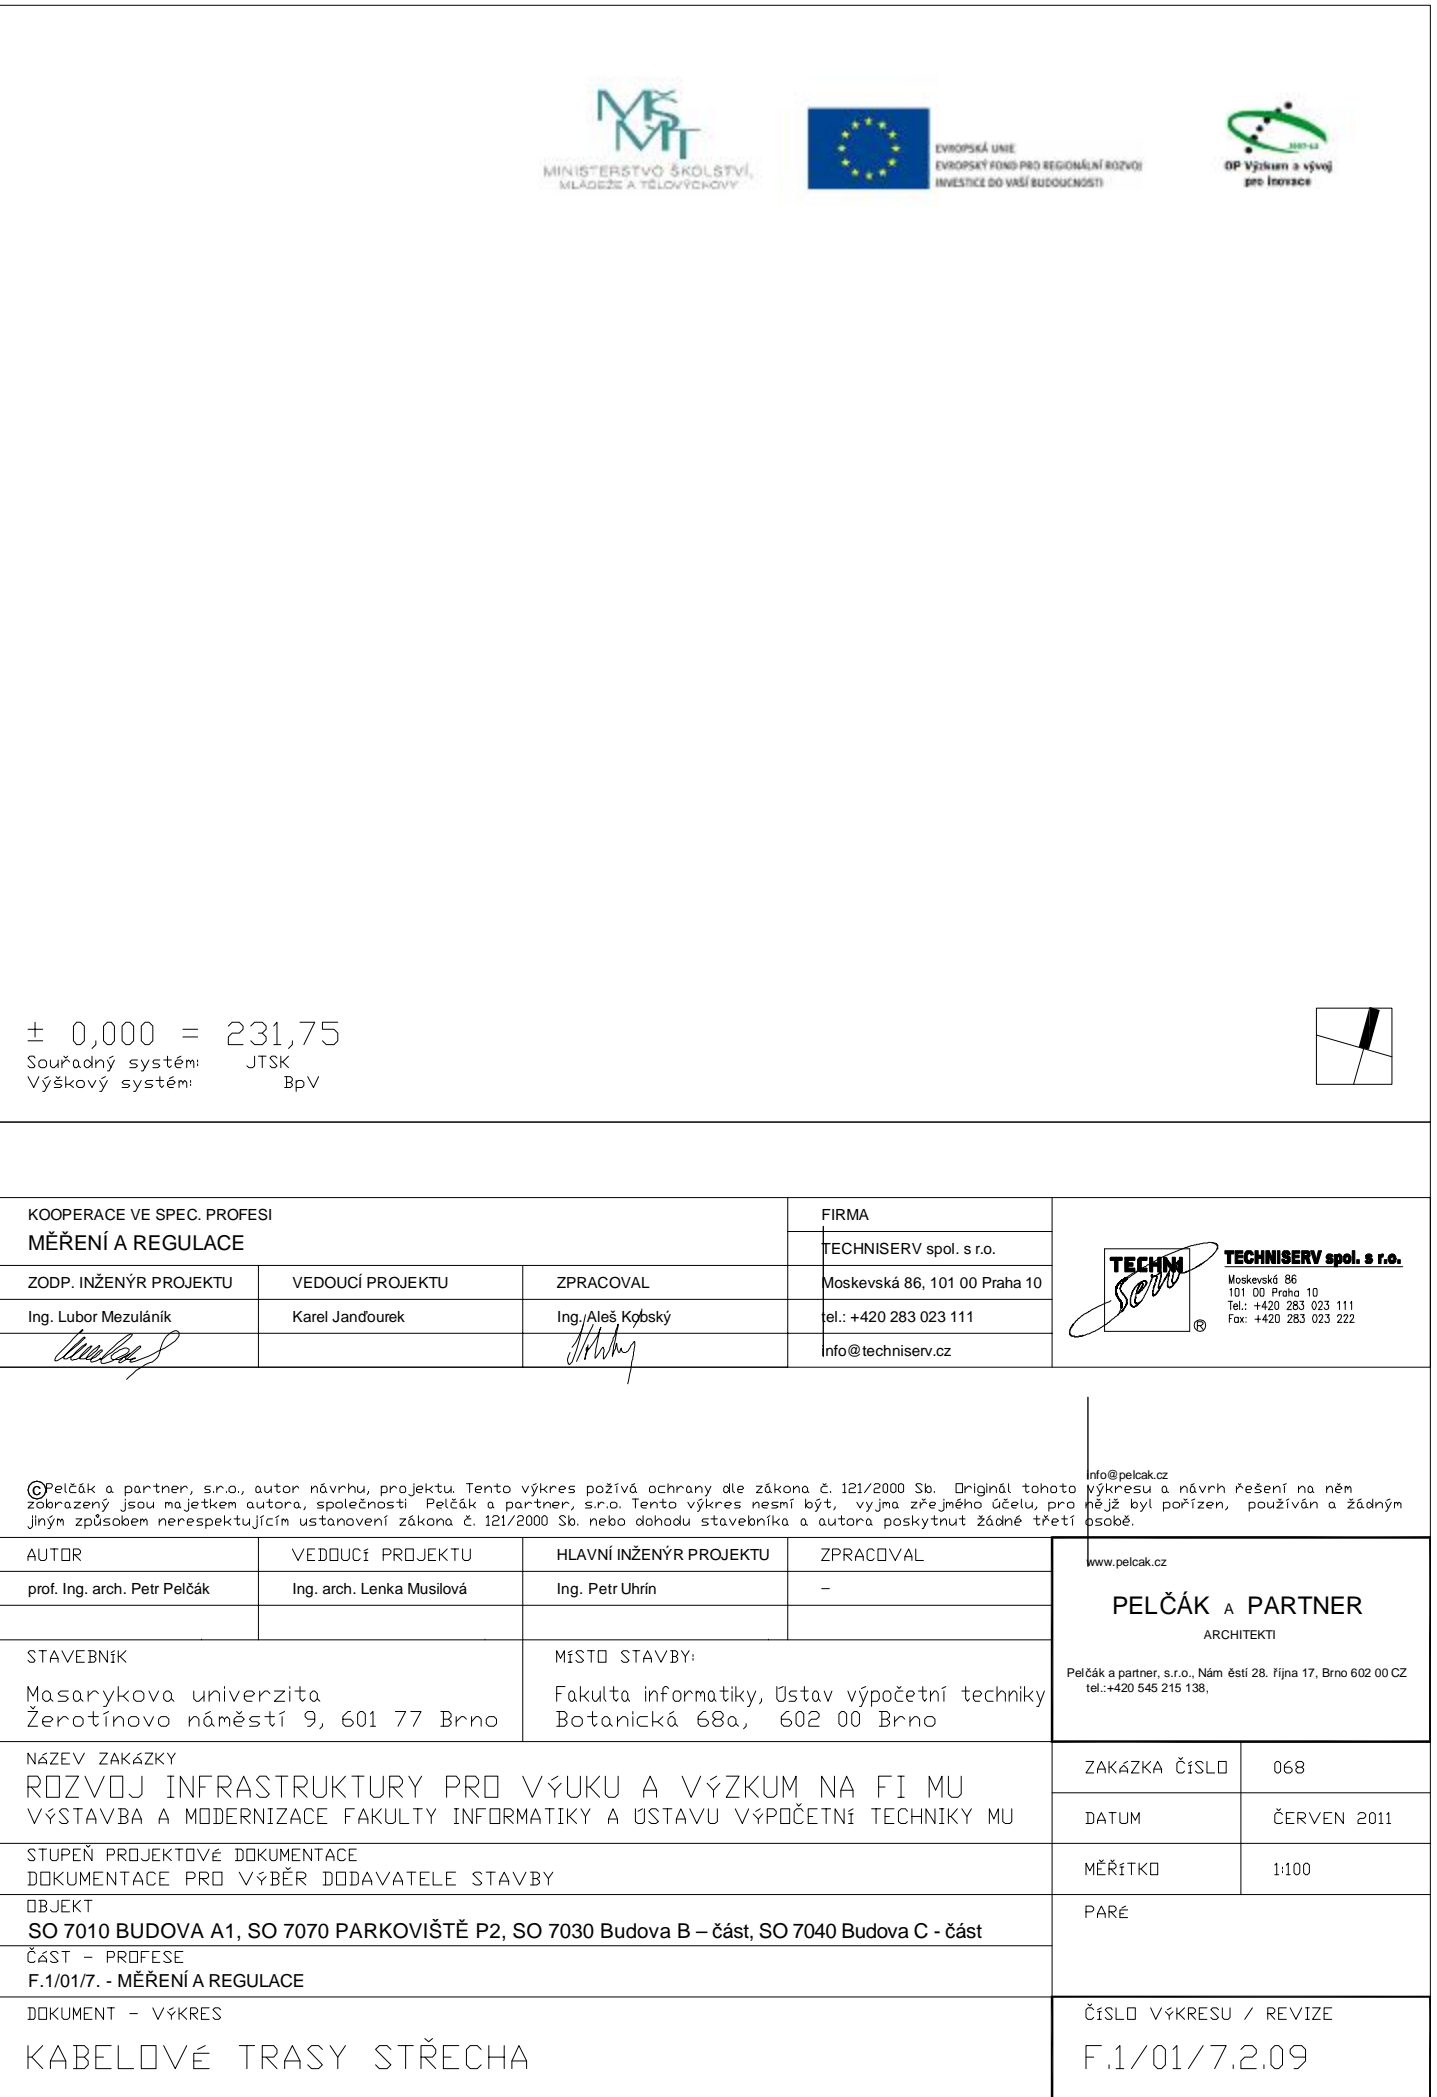 MŠMT
MINISTERSTVO ŠKOLSTVÍ,
MLÁDEŽE A TĚLOVÝCHOVY
EVROPSKÁ UNIE
EVROPSKÝ FOND PRO REGIONÁLNÍ ROZVOJ
INVESTICE DO VAŠÍ BUDOUCNOSTI
2007-13
OP Výzkum a vývoj
pro inovace
± 0,000 = 231,75
Souřadný systém: JTSK
Výškový systém: BpV
KOOPERACE VE SPEC. PROFESI
MĚŘENÍ A REGULACE
FIRMA
TECHNISERV spol. s r.o.
ZODP. INŽENÝR PROJEKTU VEDOUCÍ PROJEKTU ZPRACOVAL Moskevská 86, 101 00 Praha 10
Ing. Lubor Mezuláník Karel Janďourek Ing. Aleš Kobský tel.: +420 283 023 111
info@techniserv.cz
TECHNI
Serv
®
TECHNISERV spol. s r.o.
Moskevská 86
101 00 Praha 10
Tel.: +420 283 023 111
Fax: +420 283 023 222
info@pelcak.cz
©Pelčák a partner, s.r.o., autor návrhu, projektu. Tento výkres požívá ochrany dle zákona č. 121/2000 Sb. Originál tohoto výkresu a návrh řešení na něm
zobrazený jsou majetkem autora, společnosti Pelčák a partner, s.r.o. Tento výkres nesmí být, vyjma zřejmého účelu, pro nějž byl pořízen, používán a žádným
jiným způsobem nerespektujícím ustanovení zákona č. 121/2000 Sb. nebo dohodu stavebníka a autora poskytnut žádné třetí osobě.
AUTOR VEDOUCÍ PROJEKTU HLAVNÍ INŽENÝR PROJEKTU ZPRACOVAL
prof. Ing. arch. Petr Pelčák Ing. arch. Lenka Musilová Ing. Petr Uhrín –
www.pelcak.cz
PELČÁK A PARTNER
ARCHITEKTI
Pelčák a partner, s.r.o., Nám ěstí 28. října 17, Brno 602 00 CZ
tel.:+420 545 215 138,
STAVEBNÍK
Masarykova univerzita
Žerotínovo náměstí 9, 601 77 Brno
MÍSTO STAVBY:
Fakulta informatiky, Ústav výpočetní techniky
Botanická 68a, 602 00 Brno
NÁZEV ZAKÁZKY
ROZVOJ INFRASTRUKTURY PRO VÝUKU A VÝZKUM NA FI MU
VÝSTAVBA A MODERNIZACE FAKULTY INFORMATIKY A ÚSTAVU VÝPOČETNÍ TECHNIKY MU
ZAKÁZKA ČÍSLO 068
DATUM ČERVEN 2011
STUPEŇ PROJEKTOVÉ DOKUMENTACE
DOKUMENTACE PRO VÝBĚR DODAVATELE STAVBY
MĚŘÍTKO 1:100
OBJEKT
SO 7010 BUDOVA A1, SO 7070 PARKOVIŠTĚ P2, SO 7030 Budova B – část, SO 7040 Budova C - část
PARÉ
ČÁST - PROFESE
F.1/01/7. - MĚŘENÍ A REGULACE
DOKUMENT - VÝKRES
KABELOVÉ TRASY STŘECHA
ČÍSLO VÝKRESU / REVIZE
F.1/01/7.2.09